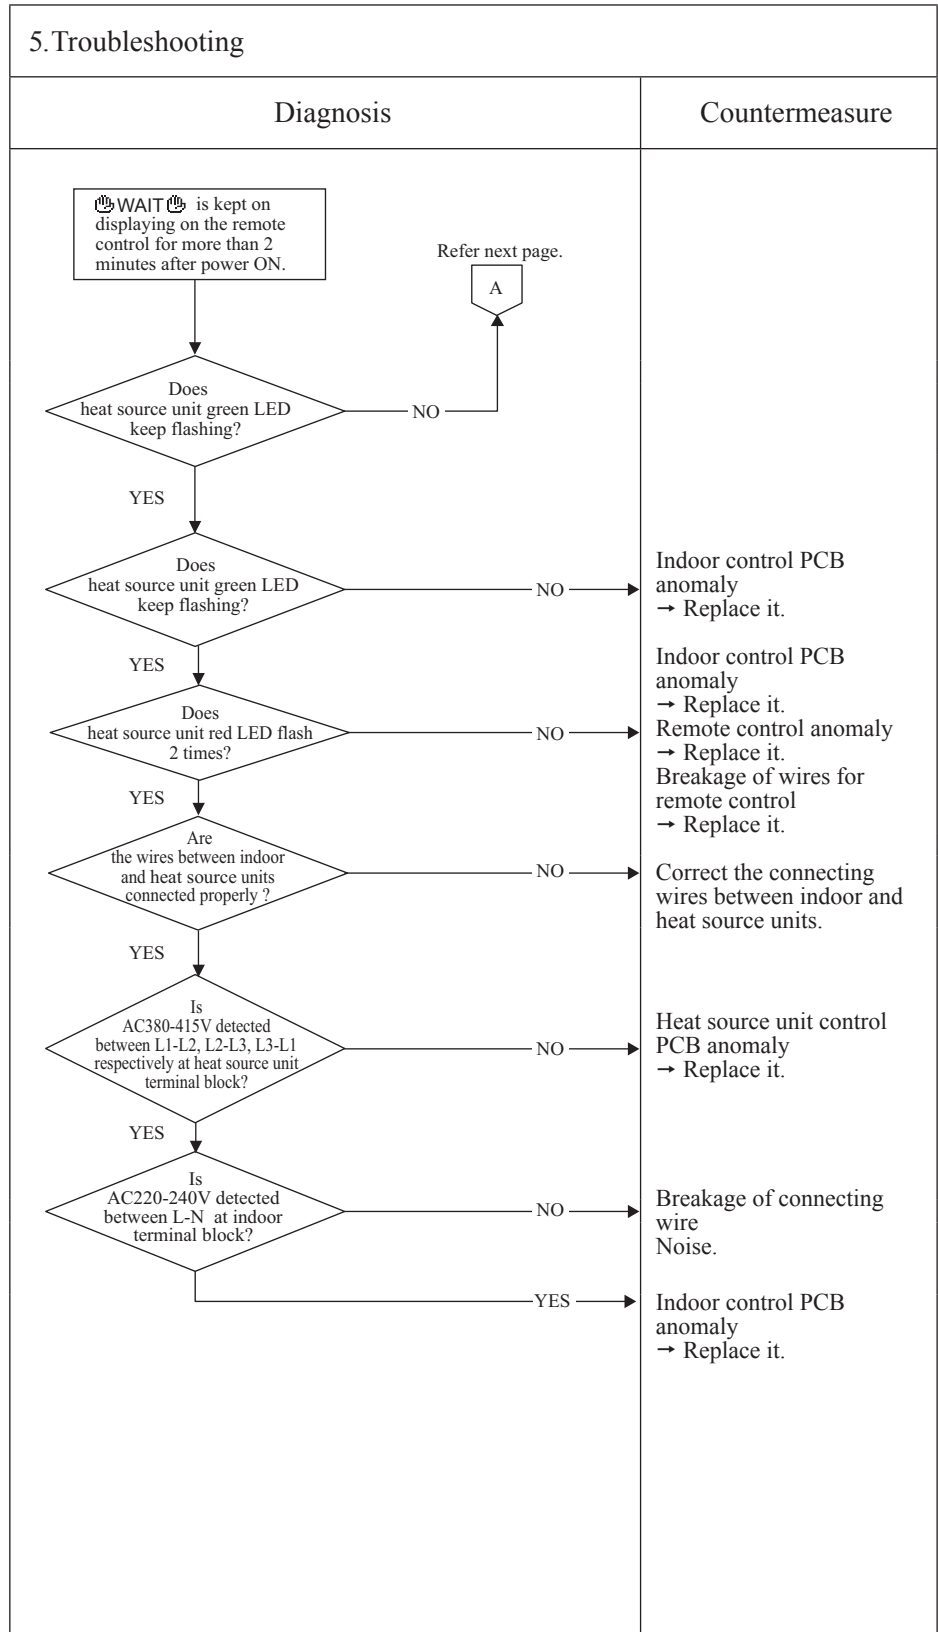 5.Troubleshooting
Diagnosis
Countermeasure
WAIT is kept on
displaying on the remote
control for more than 2
minutes after power ON.
Refer next page.
A
Does
heat source unit green LED
keep flashing?
NO
YES
Does
heat source unit green LED
keep flashing?
NO
Indoor control PCB
anomaly
→ Replace it.
YES
Does
heat source unit red LED flash
2 times?
NO
Indoor control PCB
anomaly
→ Replace it.
Remote control anomaly
→ Replace it.
Breakage of wires for
remote control
→ Replace it.
YES
Are
the wires between indoor
and heat source units
connected properly ?
NO
Correct the connecting
wires between indoor and
heat source units.
YES
Is
AC380-415V detected
between L1-L2, L2-L3, L3-L1
respectively at heat source unit
terminal block?
NO
Heat source unit control
PCB anomaly
→ Replace it.
YES
Is
AC220-240V detected
between L-N at indoor
terminal block?
NO
Breakage of connecting
wire
Noise.
YES
Indoor control PCB
anomaly
→ Replace it.